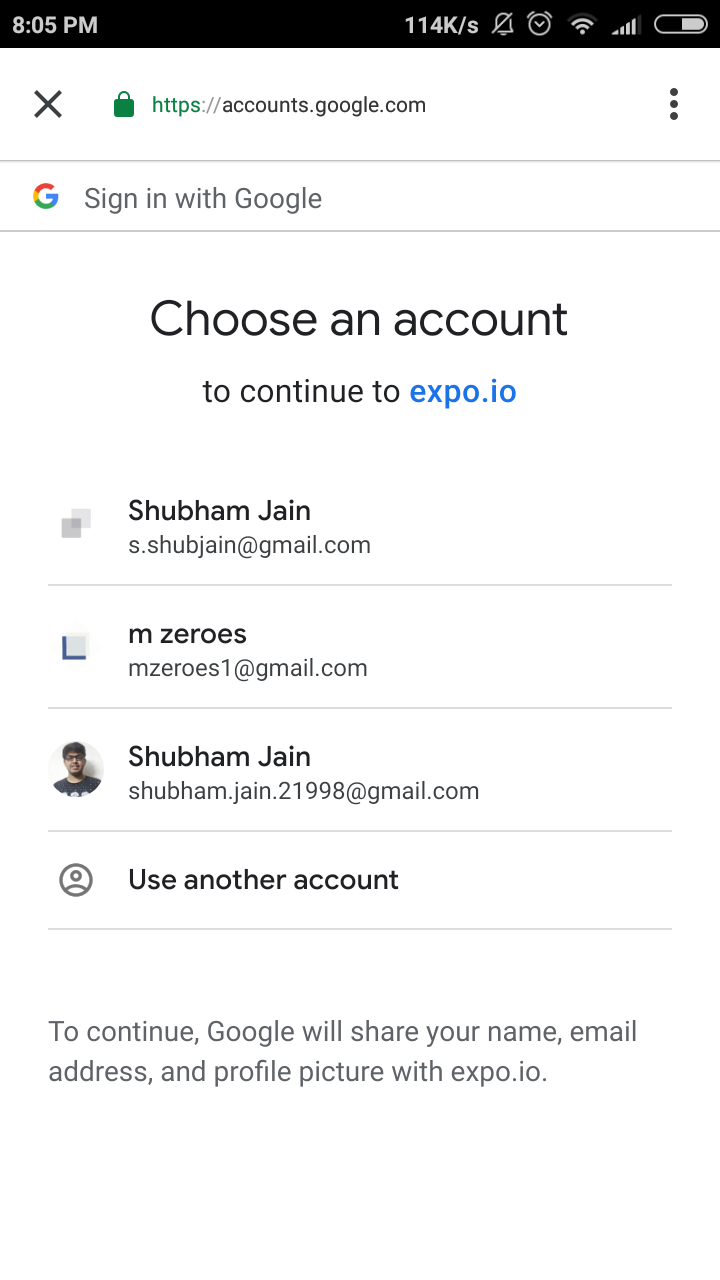 8:05 PM 114K/s
https://accounts.google.com
Sign in with Google
Choose an account
to continue to expo.io
Shubham Jain
s.shubjain@gmail.com
m zeroes
mzeroes1@gmail.com
Shubham Jain
shubham.jain.21998@gmail.com
Use another account
To continue, Google will share your name, email
address, and profile picture with expo.io.